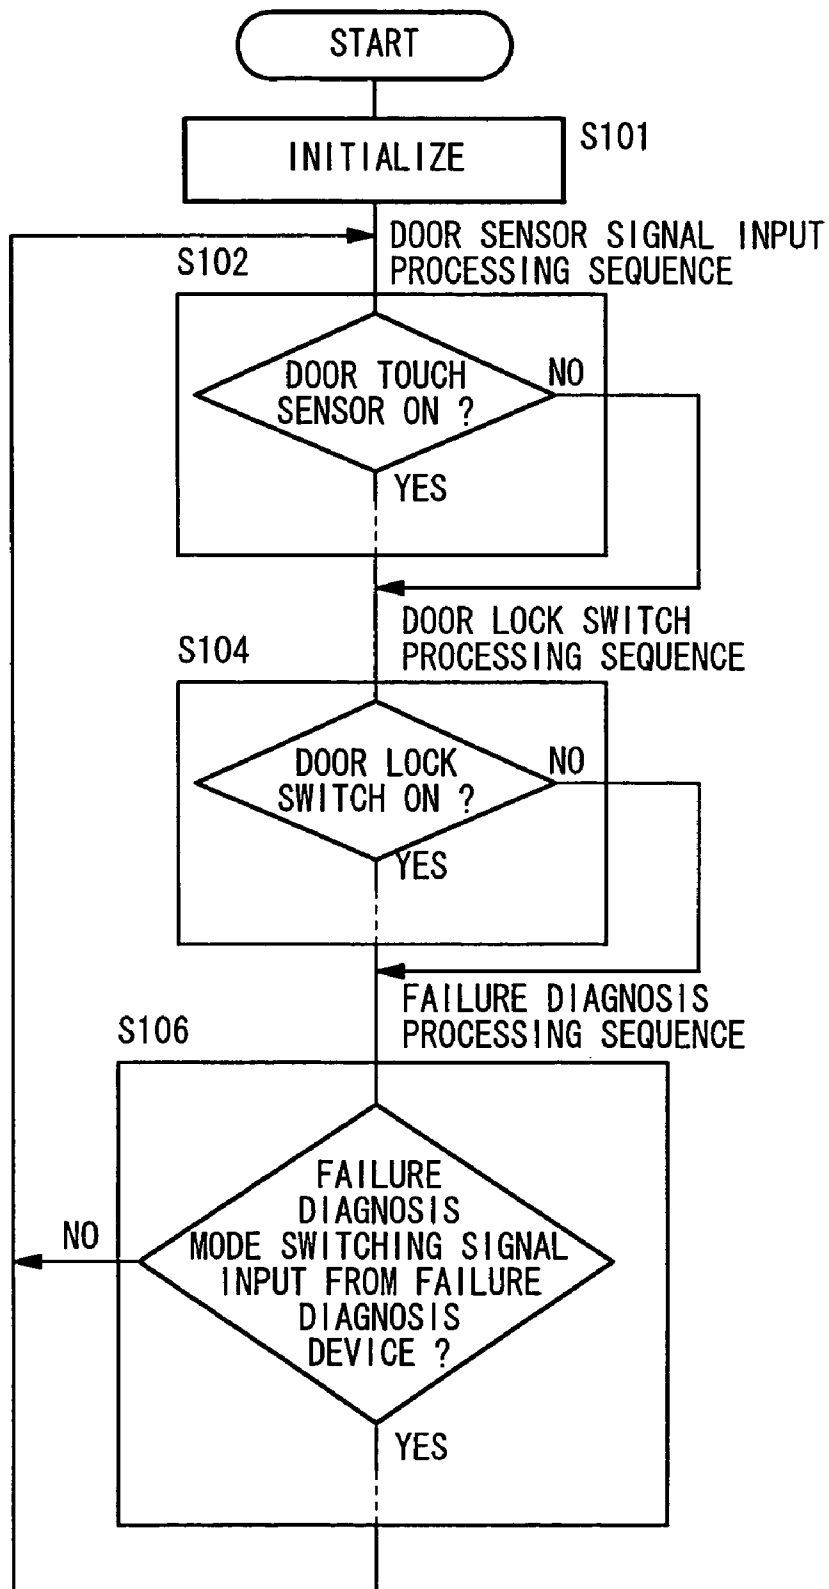 START
INITIALIZE
S101
DOOR SENSOR SIGNAL INPUT
PROCESSING SEQUENCE
S102
DOOR TOUCH
SENSOR ON ?
NO
YES
DOOR LOCK SWITCH
PROCESSING SEQUENCE
S104
DOOR LOCK
SWITCH ON ?
NO
YES
FAILURE DIAGNOSIS
PROCESSING SEQUENCE
S106
FAILURE
DIAGNOSIS
MODE SWITCHING SIGNAL
INPUT FROM FAILURE
DIAGNOSIS
DEVICE ?
NO
YES